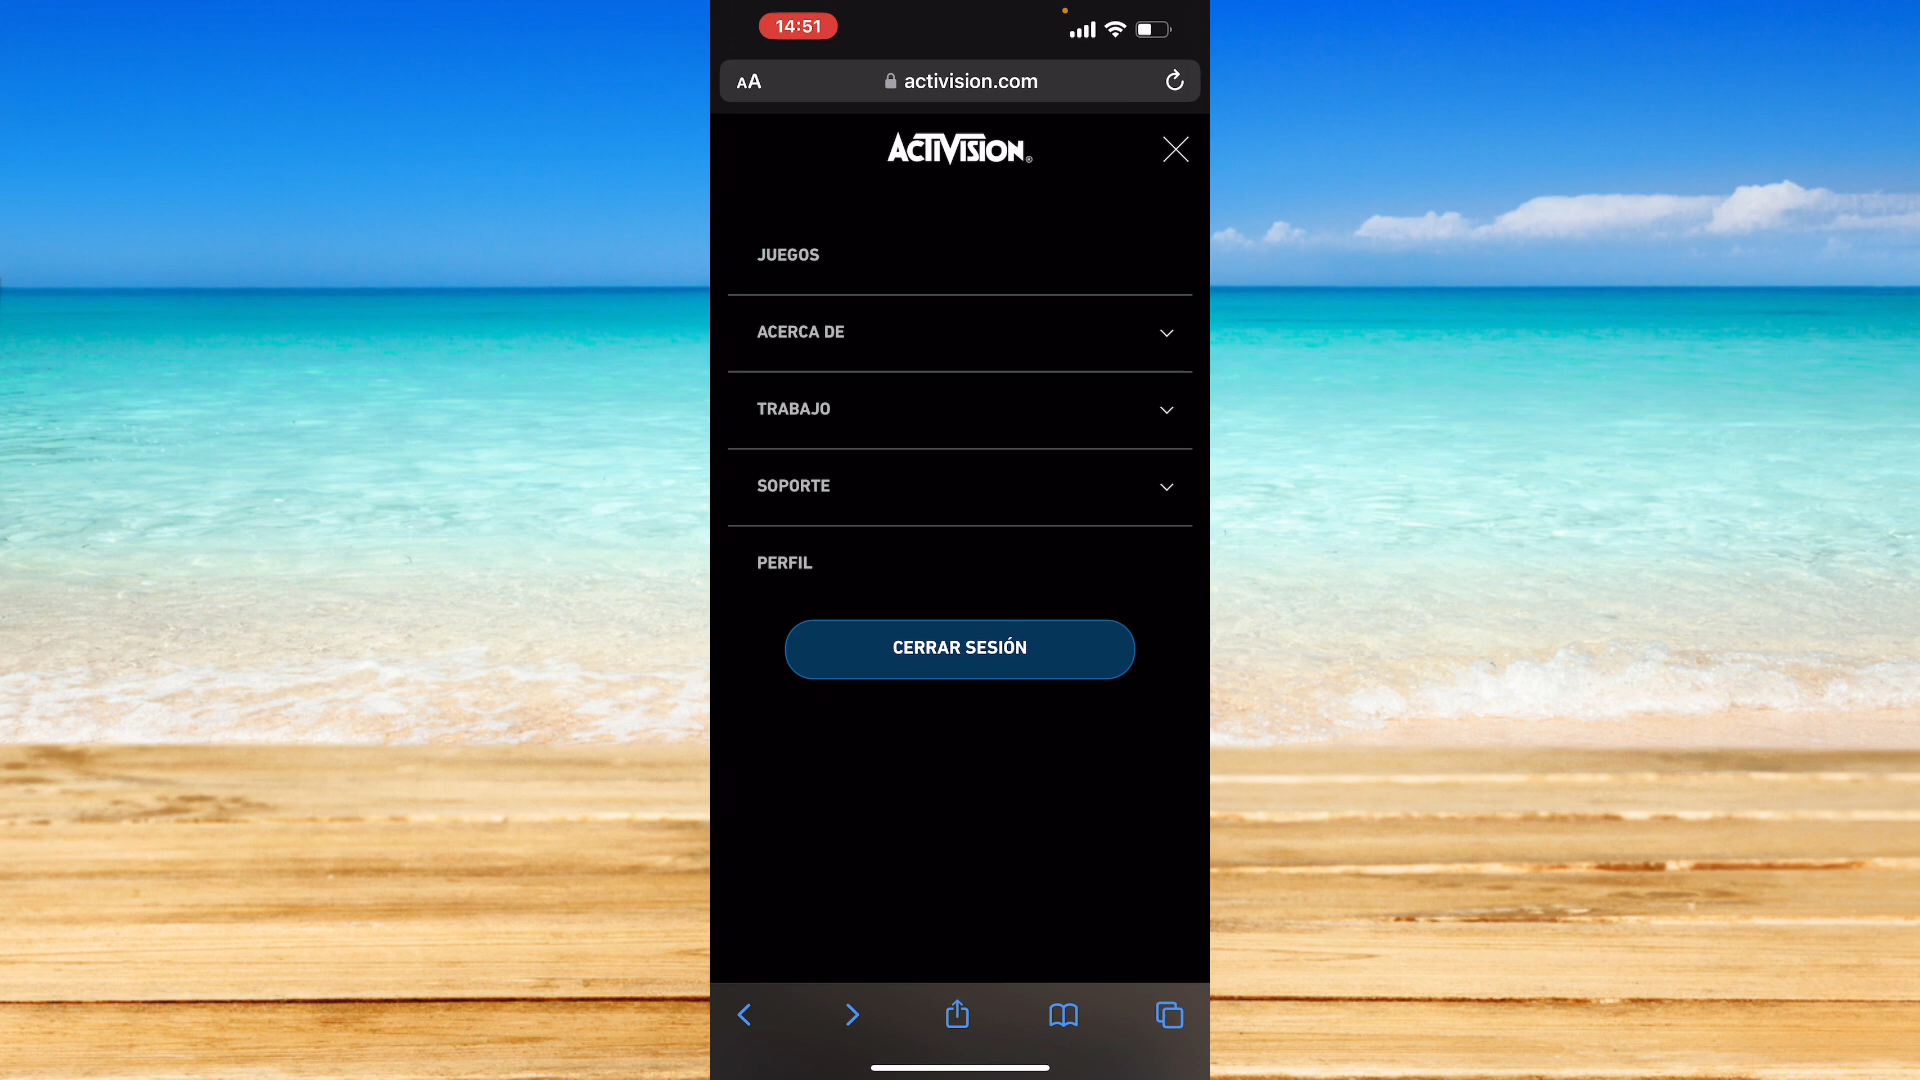 14:51
AA activision.com
ACTIVISION®
JUEGOS
ACERCA DE
TRABAJO
SOPORTE
PERFIL
CERRAR SESIÓN